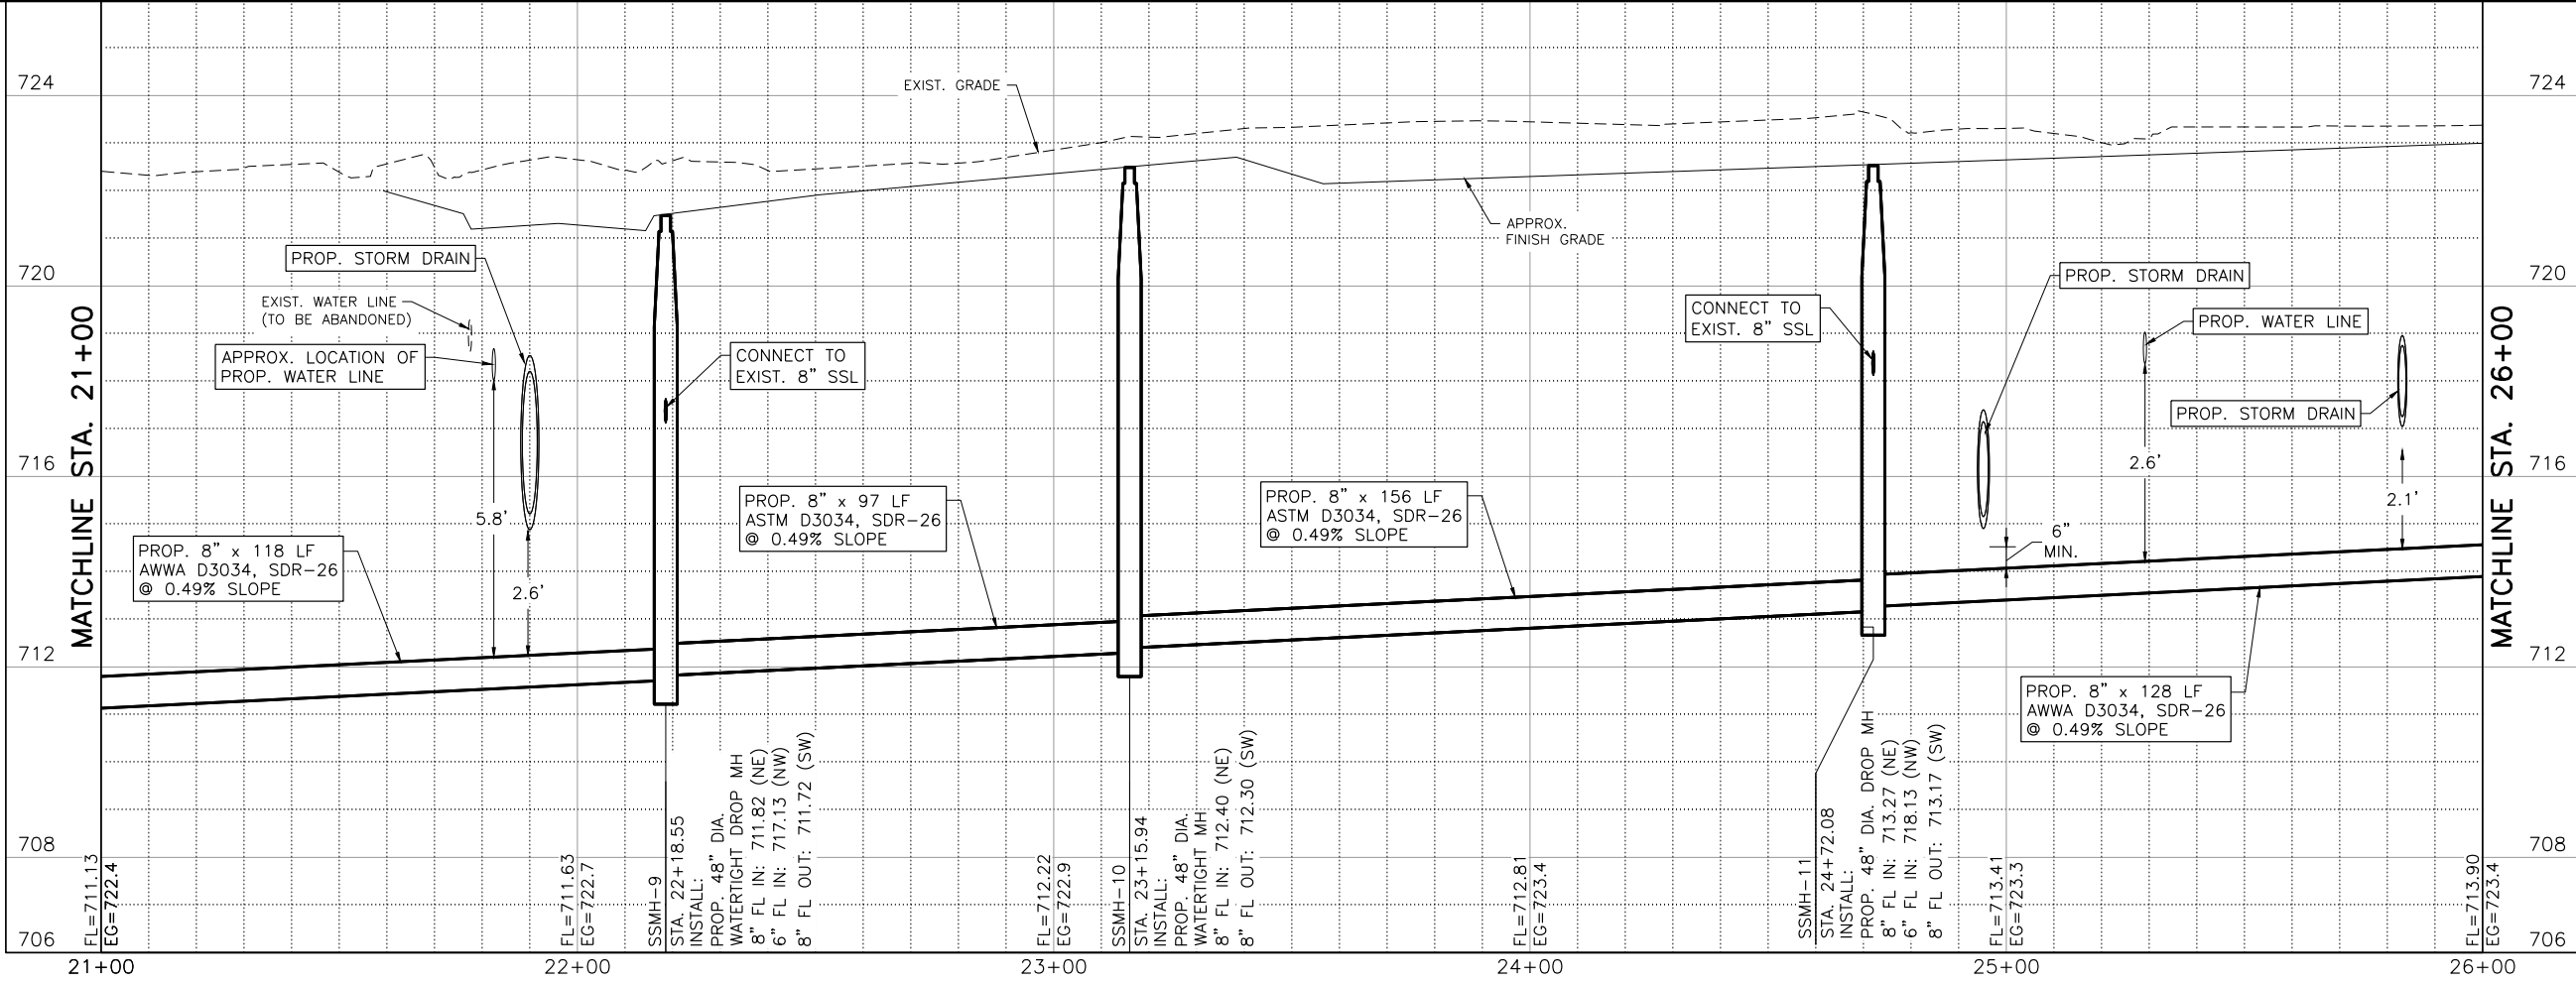 724
720
716
712
708
706
MATCHLINE STA. 21+00
EXIST. GRADE
PROP. STORM DRAIN
EXIST. WATER LINE
(TO BE ABANDONED)
APPROX. LOCATION OF
PROP. WATER LINE
5.8'
2.6'
PROP. 8" x 118 LF
AWWA D3034, SDR-26
@ 0.49% SLOPE
CONNECT TO
EXIST. 8" SSL
PROP. 8" x 97 LF
ASTM D3034, SDR-26
@ 0.49% SLOPE
PROP. 8" x 156 LF
ASTM D3034, SDR-26
@ 0.49% SLOPE
APPROX.
FINISH GRADE
CONNECT TO
EXIST. 8" SSL
PROP. STORM DRAIN
PROP. WATER LINE
PROP. STORM DRAIN
2.6'
2.1'
6"
MIN.
PROP. 8" x 128 LF
AWWA D3034, SDR-26
@ 0.49% SLOPE
MATCHLINE STA. 26+00
724
720
716
712
708
706
FL=711.13
EG=722.4
FL=711.63
EG=722.7
SSMH-9
STA. 22+18.55
INSTALL:
PROP. 48" DIA.
WATERTIGHT DROP MH
8" FL IN: 711.82 (NE)
6" FL IN: 717.13 (NW)
8" FL OUT: 711.72 (SW)
FL=712.22
EG=722.9
SSMH-10
STA. 23+15.94
INSTALL:
PROP. 48" DIA.
WATERTIGHT MH
8" FL IN: 712.40 (NE)
8" FL OUT: 712.30 (SW)
FL=712.81
EG=723.4
SSMH-11
STA. 24+72.08
INSTALL:
PROP. 48" DIA. DROP MH
8" FL IN: 713.27 (NE)
6" FL IN: 718.13 (NW)
8" FL OUT: 713.17 (SW)
FL=713.41
EG=723.3
FL=713.90
EG=723.4
21+00
22+00
23+00
24+00
25+00
26+00